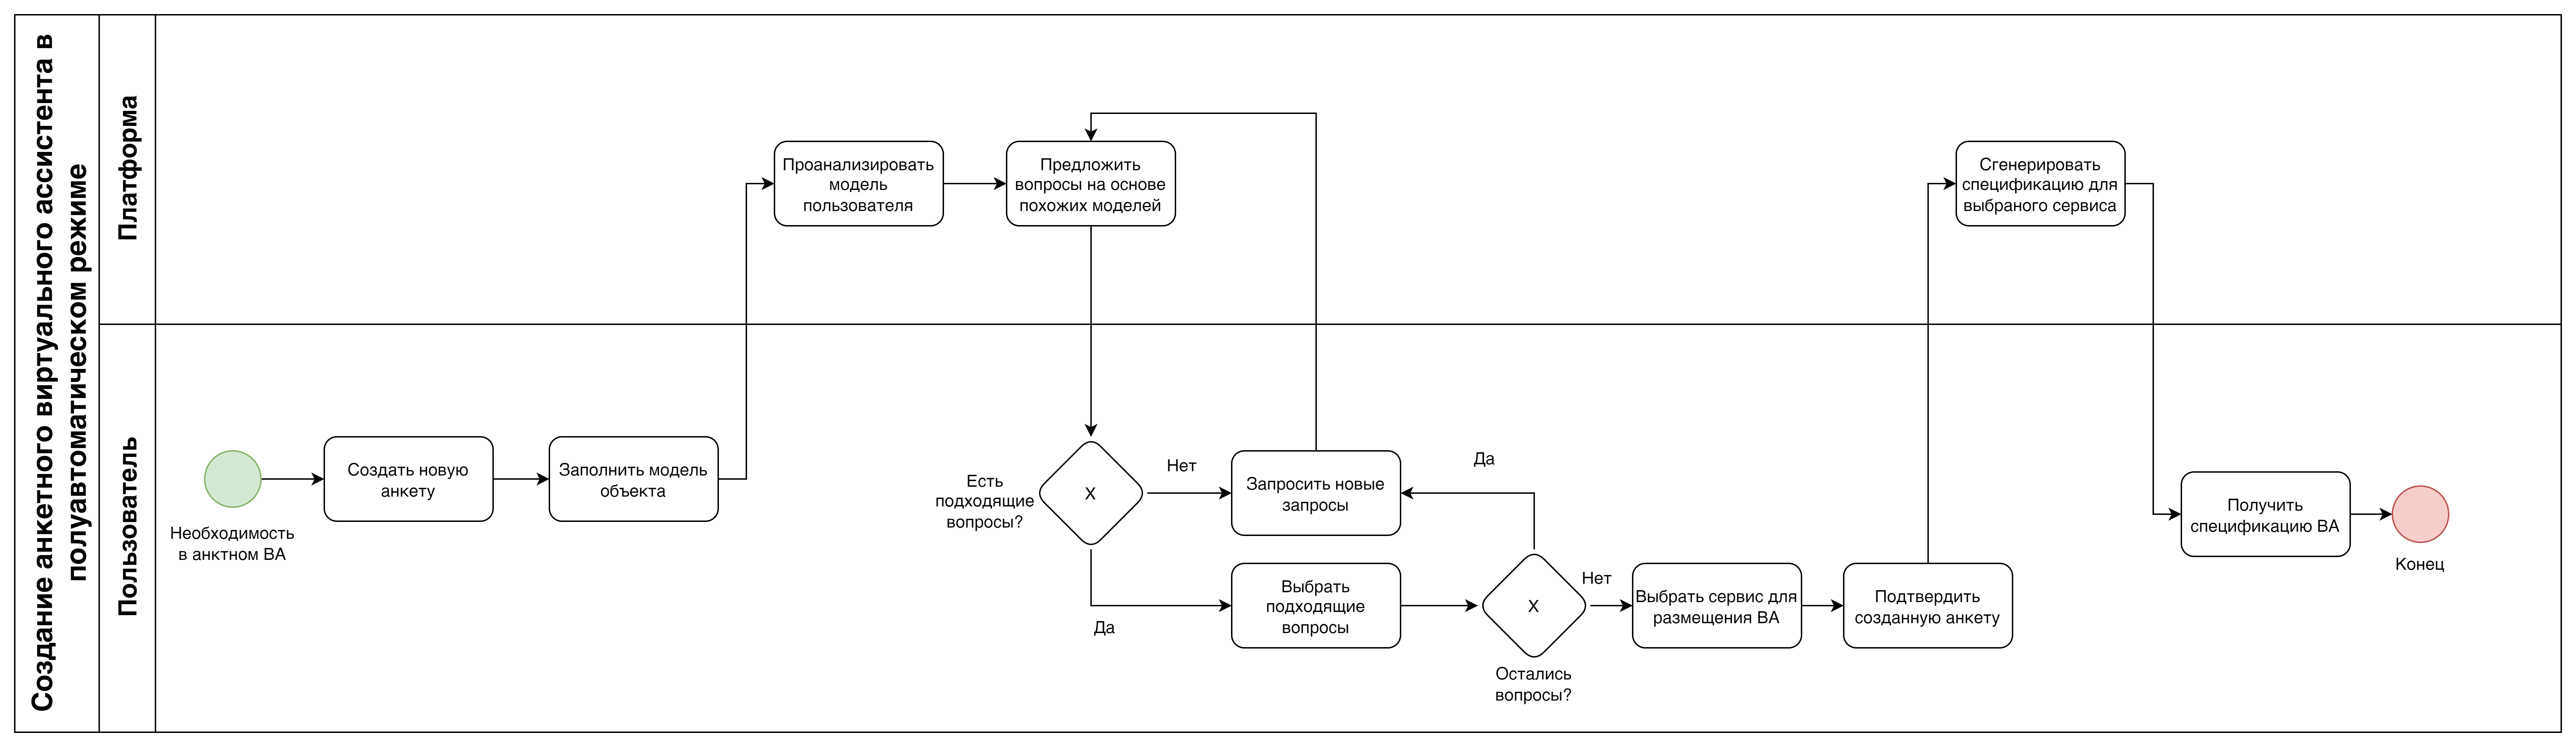 Создание анкетного виртуального ассистента в
полуавтоматическом режиме
Платформа
Проанализировать
модель
пользователя
Предложить
вопросы на основе
похожих моделей
Сгенерировать
спецификацию для
выбраного сервиса
Пользователь
Необходимость
в анктном ВА
Создать новую
анкету
Заполнить модель
объекта
Есть
подходящие
вопросы?
X
Нет
Запросить новые
запросы
Да
Да
Выбрать
подходящие
вопросы
X
Остались
вопросы?
Нет
Выбрать сервис для
размещения ВА
Подтвердить
созданную анкету
Получить
спецификацию ВА
Конец